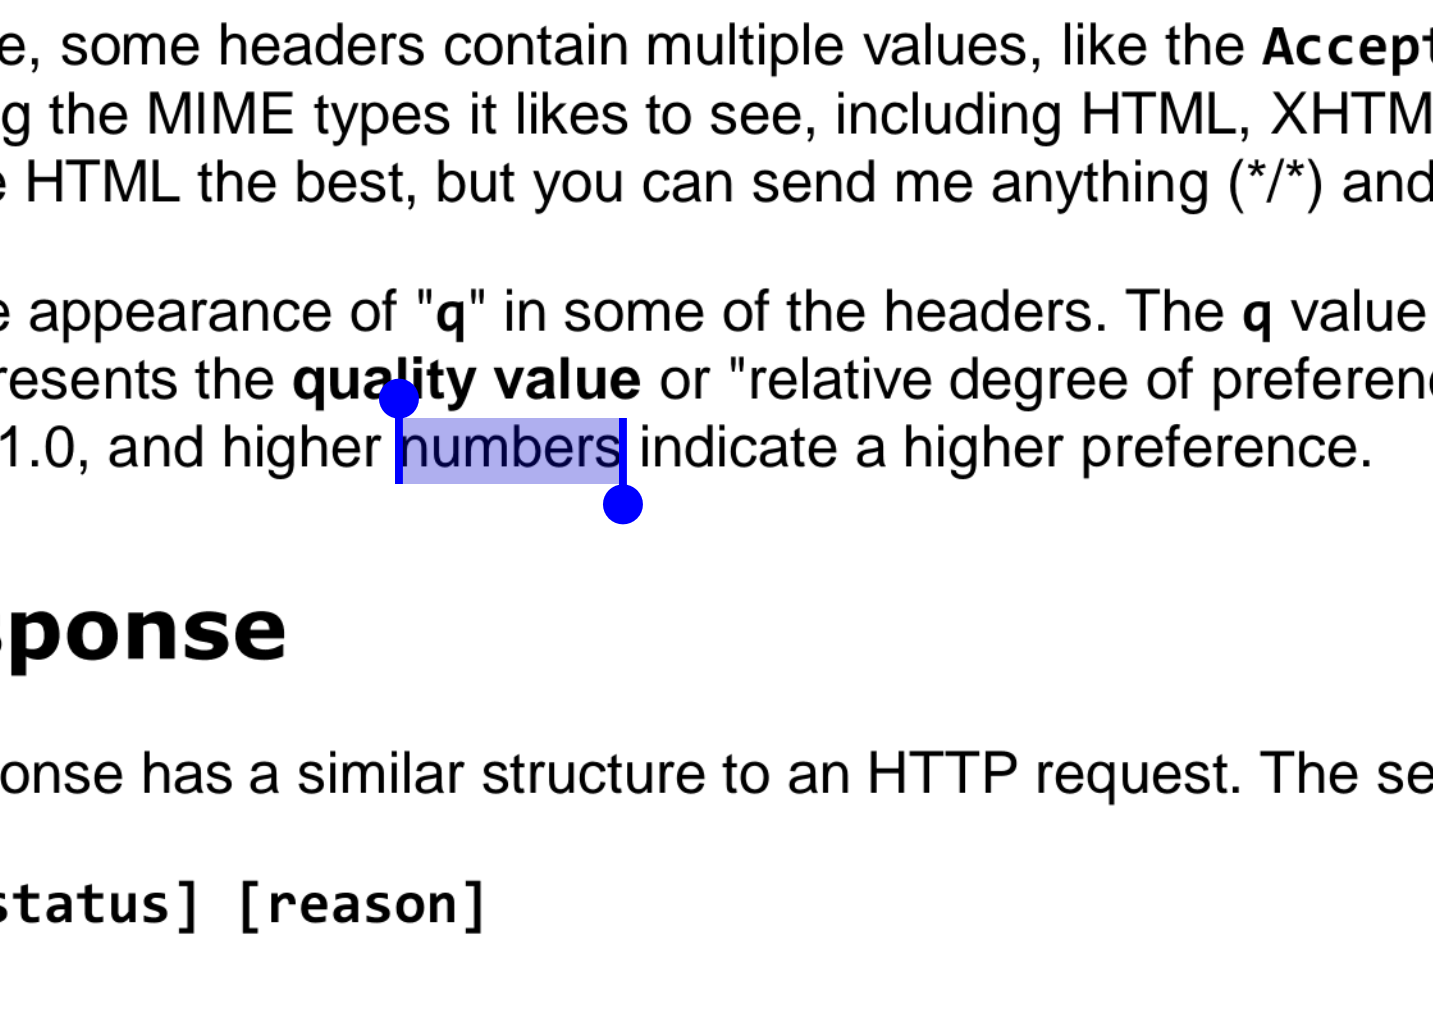 e, some headers contain multiple values, like the Accept
g the MIME types it likes to see, including HTML, XHTM
e HTML the best, but you can send me anything (*/*) and
e appearance of "q" in some of the headers. The q value
resents the quality value or "relative degree of preferenc
1.0, and higher numbers indicate a higher preference.
sponse
onse has a similar structure to an HTTP request. The se
status] [reason]